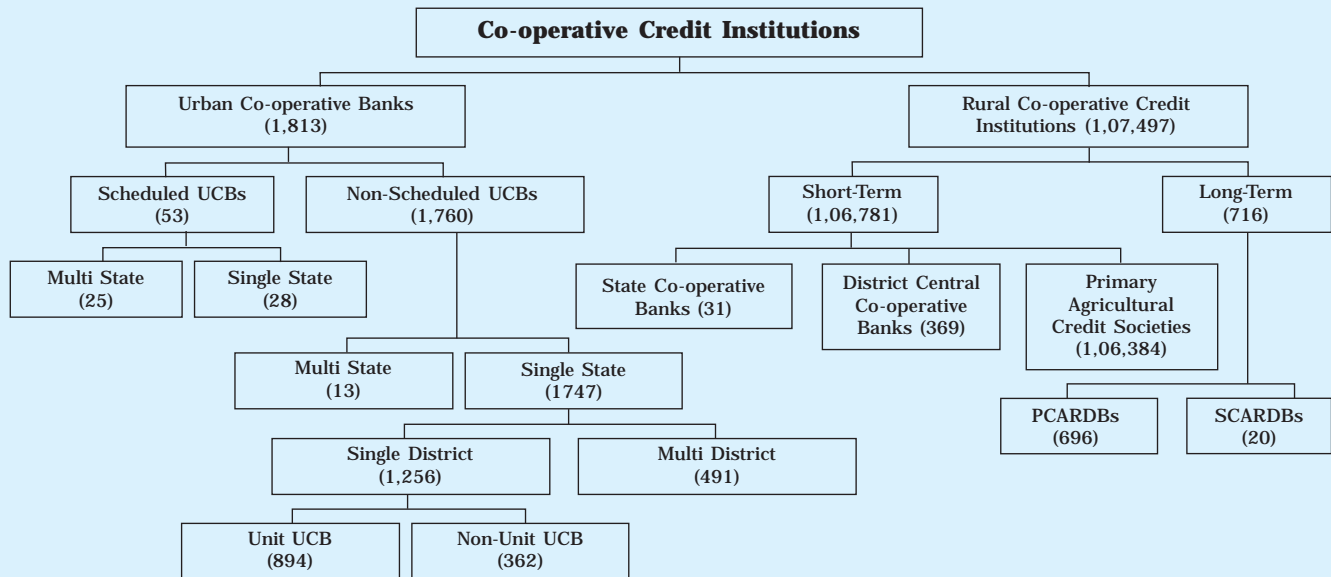 Co-operative Credit Institutions
Urban Co-operative Banks
(1,813)
Rural Co-operative Credit
Institutions (1,07,497)
Scheduled UCBs
(53)
Non-Scheduled UCBs
(1,760)
Short-Term
(1,06,781)
Long-Term
(716)
Multi State
(25)
Single State
(28)
State Co-operative
Banks (31)
District Central
Co-operative
Banks (369)
Primary
Agricultural
Credit Societies
(1,06,384)
Multi State
(13)
Single State
(1747)
PCARDBs
(696)
SCARDBs
(20)
Single District
(1,256)
Multi District
(491)
Unit UCB
(894)
Non-Unit UCB
(362)